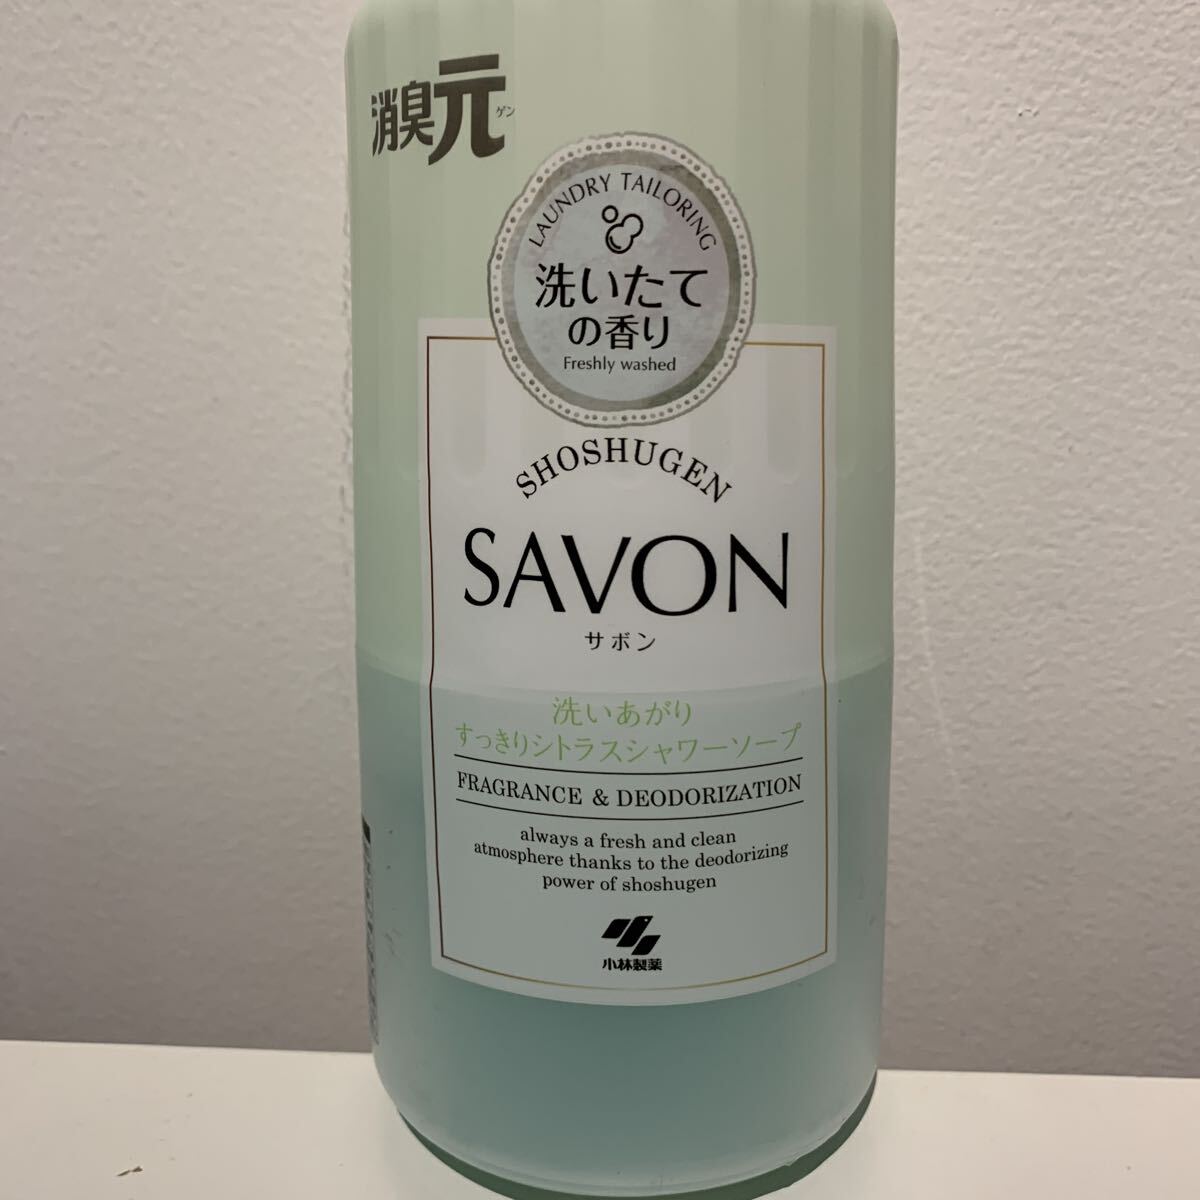 消臭元
ゲン
LAUNDRY TAILORING
洗いたて
の香り
Freshly washed
SHOSHUGEN
SAVON
サボン
洗いあがり
すっきりシトラスシャワーソープ
FRAGRANCE & DEODORIZATION
always a fresh and clean
atmosphere thanks to the deodorizing
power of shoshugen
小林製薬